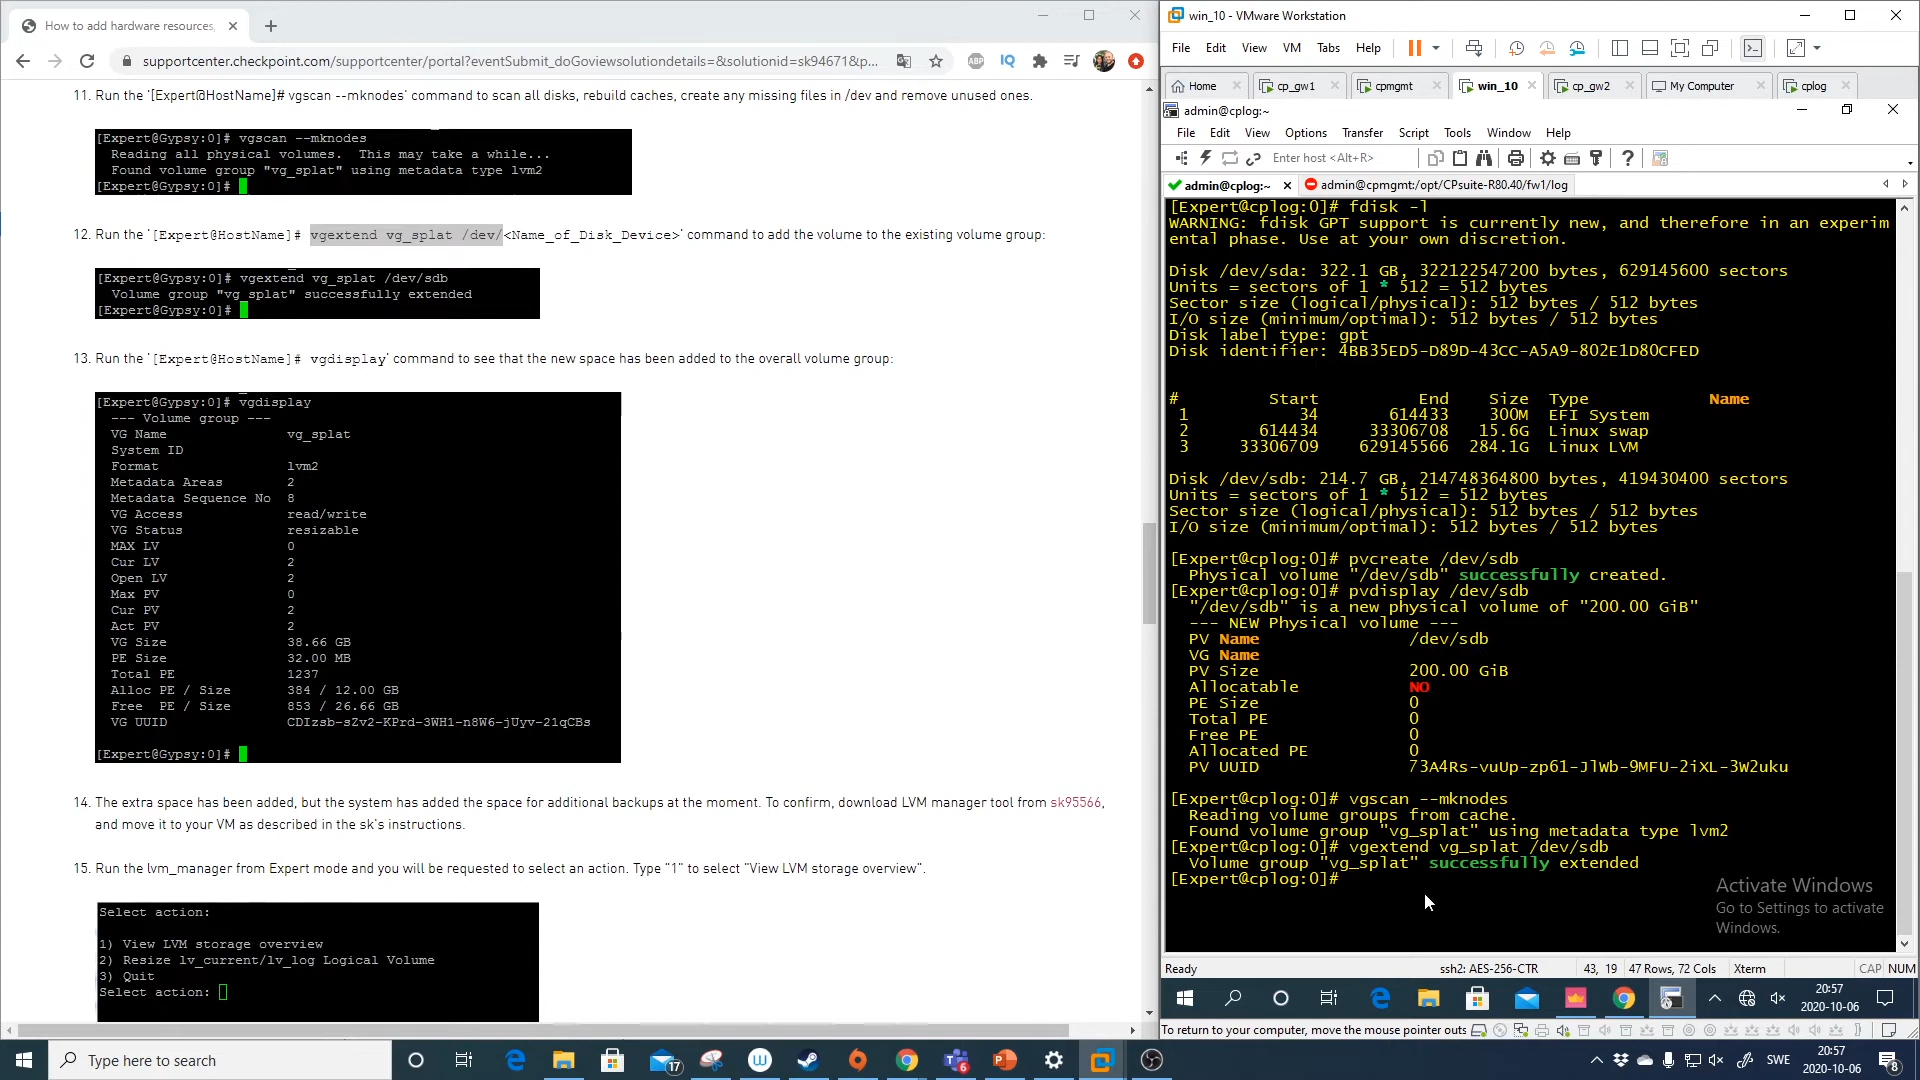 How to add hardware resources,
supportcenter.checkpoint.com/supportcenter/portal?eventSubmit_doGoviewsolutiondetails=&solutionid=sk94671&p...
11. Run the '[Expert@HostName]# vgscan --mknodes' command to scan all disks, rebuild caches, create any missing files in /dev and remove unused ones.
[Expert@Gypsy:0]# vgscan --mknodes
Reading all physical volumes.  This may take a while...
Found volume group "vg_splat" using metadata type lvm2
[Expert@Gypsy:0]#
12. Run the '[Expert@HostName]# vgextend vg_splat /dev/<Name_of_Disk_Device>' command to add the volume to the existing volume group:
[Expert@Gypsy:0]# vgextend vg_splat /dev/sdb
Volume group "vg_splat" successfully extended
[Expert@Gypsy:0]#
13. Run the '[Expert@HostName]# vgdisplay' command to see that the new space has been added to the overall volume group:
[Expert@Gypsy:0]# vgdisplay
--- Volume group ---
VG Name vg_splat
System ID
Format lvm2
Metadata Areas 2
Metadata Sequence No 8
VG Access read/write
VG Status resizable
MAX LV 0
Cur LV 2
Open LV 2
Max PV 0
Cur PV 2
Act PV 2
VG Size 38.66 GB
PE Size 32.00 MB
Total PE 1237
Alloc PE / Size 384 / 12.00 GB
Free  PE / Size 853 / 26.66 GB
VG UUID CDIzsb-sZv2-KPrd-3WH1-n8W6-jUyv-21qCBs
[Expert@Gypsy:0]#
14. The extra space has been added, but the system has added the space for additional backups at the moment. To confirm, download LVM manager tool from sk95566,
and move it to your VM as described in the sk's instructions.
15. Run the lvm_manager from Expert mode and you will be requested to select an action. Type "1" to select "View LVM storage overview".
Select action:
1) View LVM storage overview
2) Resize lv_current/lv_log Logical Volume
3) Quit
Select action:
win_10 - VMware Workstation
File Edit View VM Tabs Help
Home cp_gw1 cpmgmt win_10 cp_gw2 My Computer cplog
admin@cplog:~
File Edit View Options Transfer Script Tools Window Help
Enter host <Alt+R>
admin@cplog:~ admin@cpmgmt:/opt/CPsuite-R80.40/fw1/log
[Expert@cplog:0]# fdisk -l
WARNING: fdisk GPT support is currently new, and therefore in an experim
ental phase. Use at your own discretion.
Disk /dev/sda: 322.1 GB, 322122547200 bytes, 629145600 sectors
Units = sectors of 1 * 512 = 512 bytes
Sector size (logical/physical): 512 bytes / 512 bytes
I/O size (minimum/optimal): 512 bytes / 512 bytes
Disk label type: gpt
Disk identifier: 4BB35ED5-D89D-43CC-A5A9-802E1D80CFED
# Start End Size Type Name
1 34 614433 300M EFI System
2 614434 33306708 15.6G Linux swap
3 33306709 629145566 284.1G Linux LVM
Disk /dev/sdb: 214.7 GB, 214748364800 bytes, 419430400 sectors
Units = sectors of 1 * 512 = 512 bytes
Sector size (logical/physical): 512 bytes / 512 bytes
I/O size (minimum/optimal): 512 bytes / 512 bytes
[Expert@cplog:0]# pvcreate /dev/sdb
Physical volume "/dev/sdb" successfully created.
[Expert@cplog:0]# pvdisplay /dev/sdb
"/dev/sdb" is a new physical volume of "200.00 GiB"
--- NEW Physical volume ---
PV Name /dev/sdb
VG Name
PV Size 200.00 GiB
Allocatable NO
PE Size 0
Total PE 0
Free PE 0
Allocated PE 0
PV UUID 73A4Rs-vuUp-zp61-JlWb-9MFU-2iXL-3W2uku
[Expert@cplog:0]# vgscan --mknodes
Reading volume groups from cache.
Found volume group "vg_splat" using metadata type lvm2
[Expert@cplog:0]# vgextend vg_splat /dev/sdb
Volume group "vg_splat" successfully extended
[Expert@cplog:0]#
Activate Windows
Go to Settings to activate
Windows.
Ready ssh2: AES-256-CTR 43, 19 47 Rows, 72 Cols Xterm CAP NUM
20:57
2020-10-06
To return to your computer, move the mouse pointer outs
Type here to search
17
6
SWE
20:57
2020-10-06
8